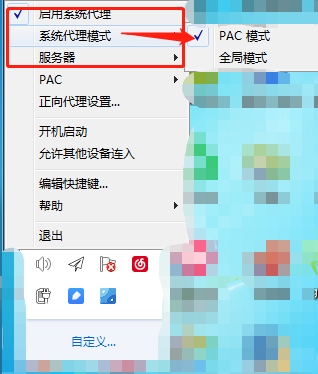 启用系统代理
系统代理模式
PAC 模式
全局模式
服务器
PAC
正向代理设置...
开机启动
允许其他设备连入
编辑快捷键...
帮助
退出
自定义...